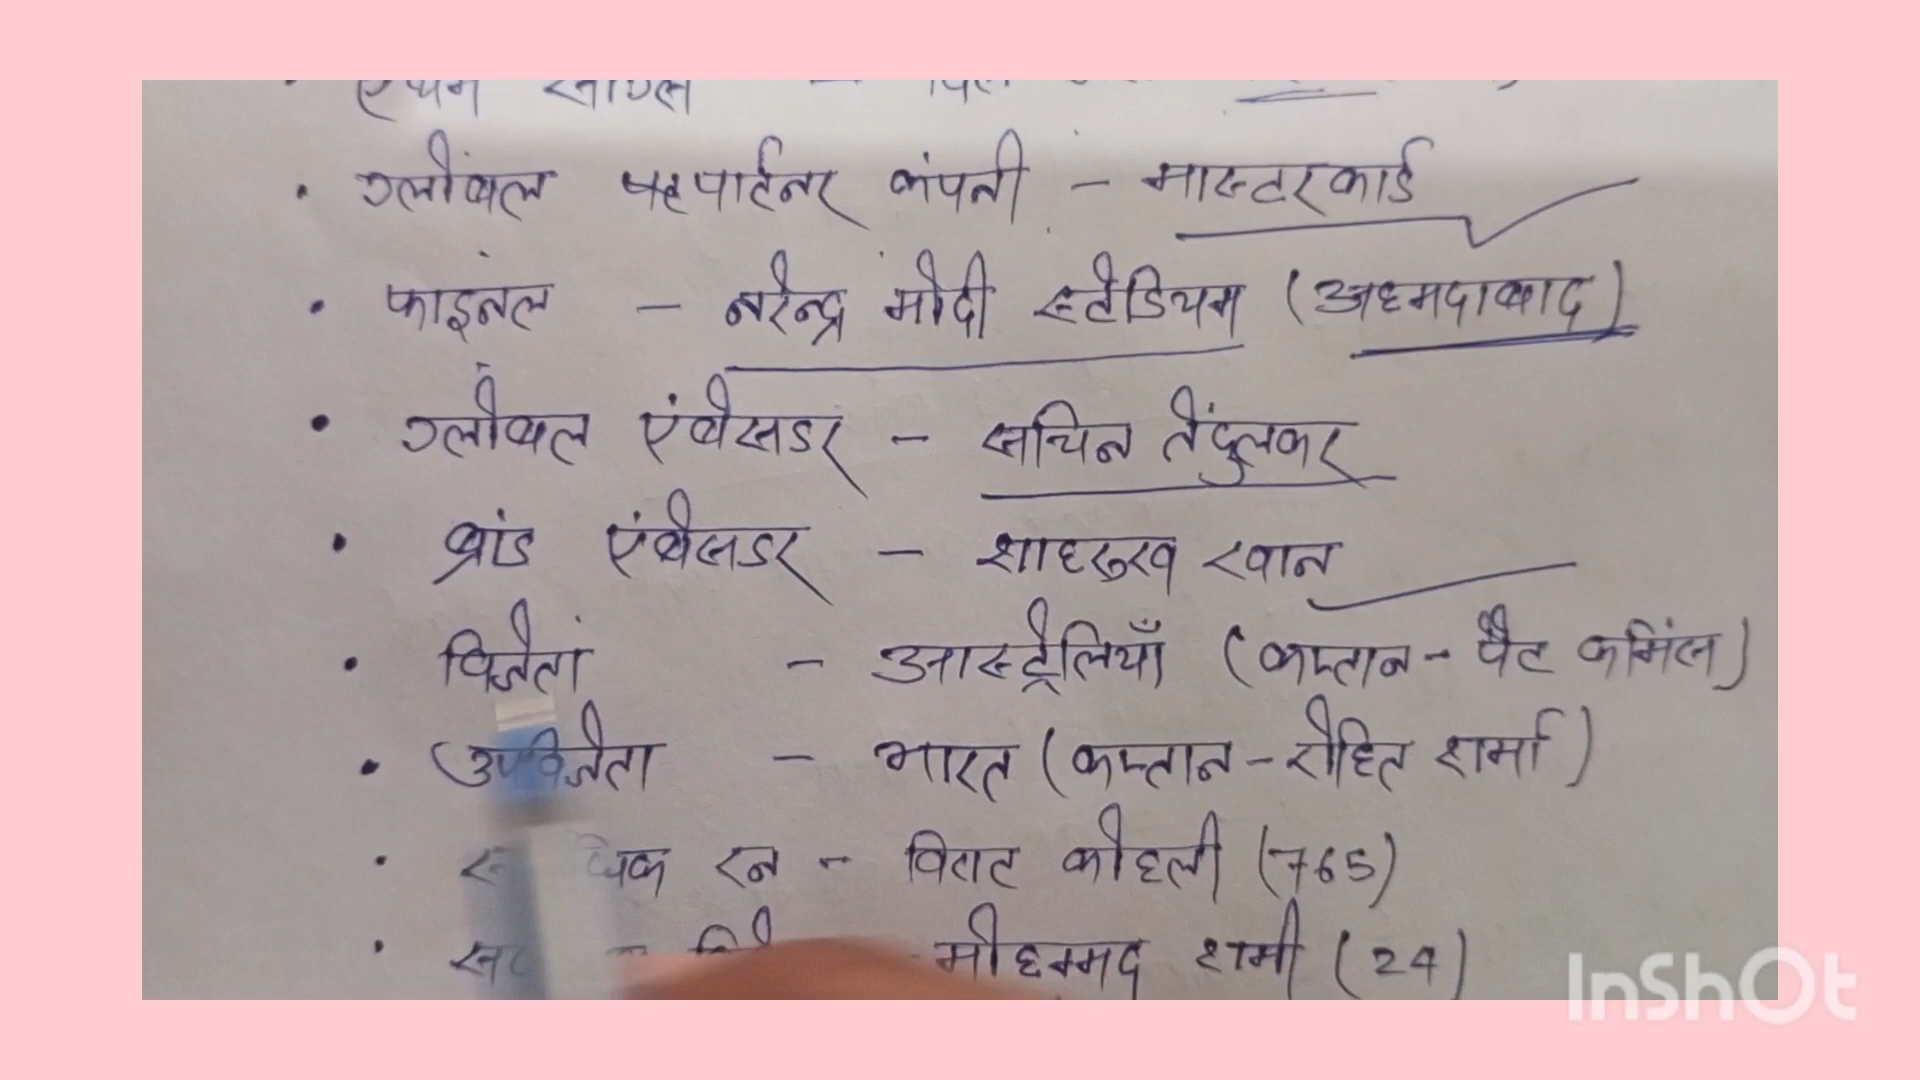 ग्लोबल पार्टनर कंपनी - मास्टरकार्ड
फाइनल - नरेन्द्र मोदी स्टेडियम (अहमदाबाद)
ग्लोबल एंबेसडर - सचिन तेंदुलकर
ब्रांड एंबेसडर - शाहरुख खान
विजेता - आस्ट्रेलियाँ (कप्तान - पैट कमिंस)
उपविजेता - भारत (कप्तान - रोहित शर्मा)
रन - विराट कोहली (765)
मोहम्मद शमी (24)
InShOt